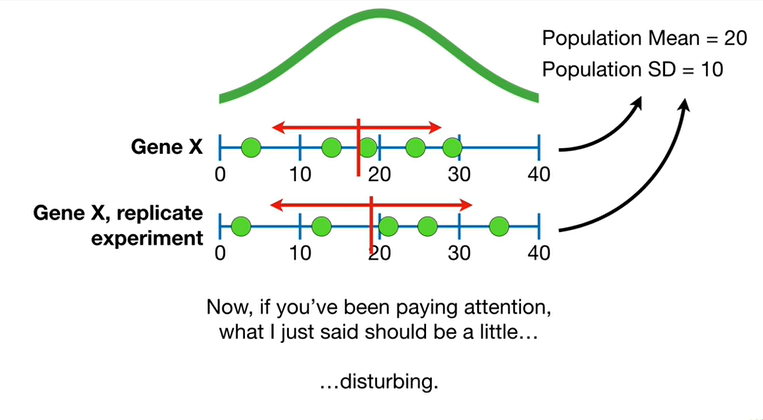 Population Mean = 20
Population SD = 10
Gene X
0 10 20 30 40
Gene X, replicate
experiment
0 10 20 30 40
Now, if you’ve been paying attention,
what I just said should be a little…
…disturbing.